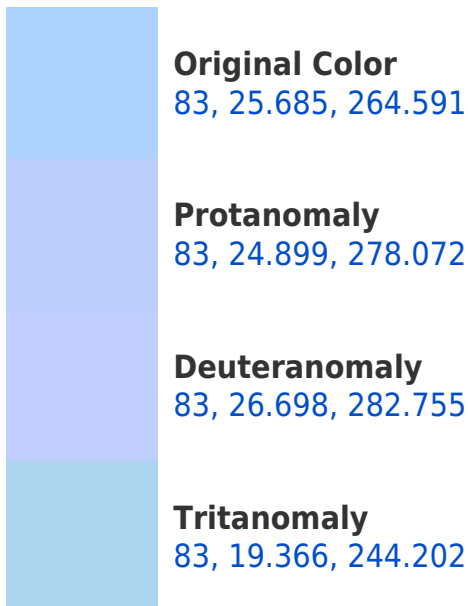 Original Color
83, 25.685, 264.591
Protanomaly
83, 24.899, 278.072
Deuteranomaly
83, 26.698, 282.755
Tritanomaly
83, 19.366, 244.202